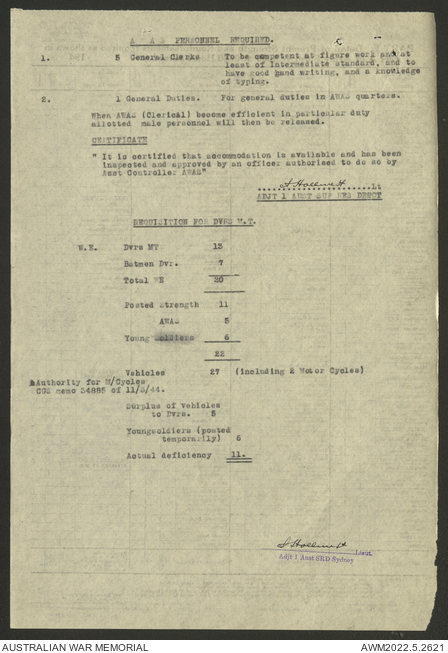 A W A S PERSONNEL REQUIRED.
1. 5 General Clerks To be competent at figure work and at
least of intermediate standard, and to
have good hand writing, and a knowledge
of typing.
2. 1 General Duties. For general duties in AWAS quarters.
When AWAS (Clerical) become efficient in particular duty
allotted male personnel will then be released.
CERTIFICATE
" It is certified that accommodation is available and has been
inspected and approved by an officer authorised to do so by
Asst Controller AWAS"
Lt
ADJT 1 AUST SUP RES DEPOT
REQUISITION FOR DVRS M.T.
W.E. Dvrs MT 13
Batmen Dvr. 7
Total WE 20
Posted Strength 11
AWAS 5
Young Soldiers 6
22
Vehicles 27 (including 2 Motor Cycles)
Authority for M/Cycles
CGS memo 34885 of 11/3/44.
Surplus of vehicles
to Dvrs. 5
Youngsoldiers (posted
temporarily) 6
Actual deficiency 11.
Lieut.
Adjt 1 Aust SRD Sydney
AUSTRALIAN WAR MEMORIAL
AWM2022.5.2621